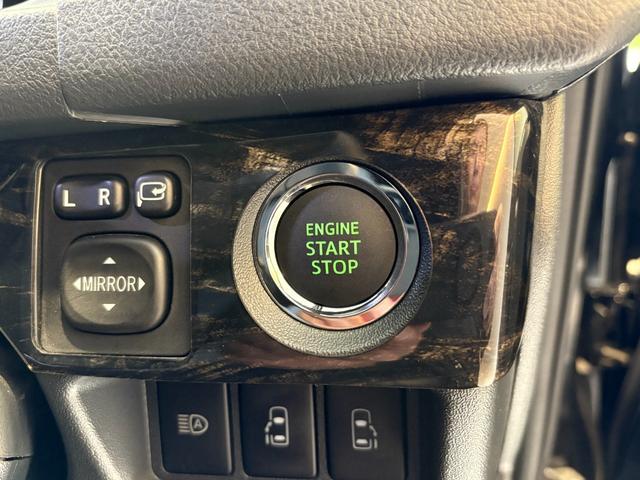 L R
MIRROR
ENGINE
START
STOP
A